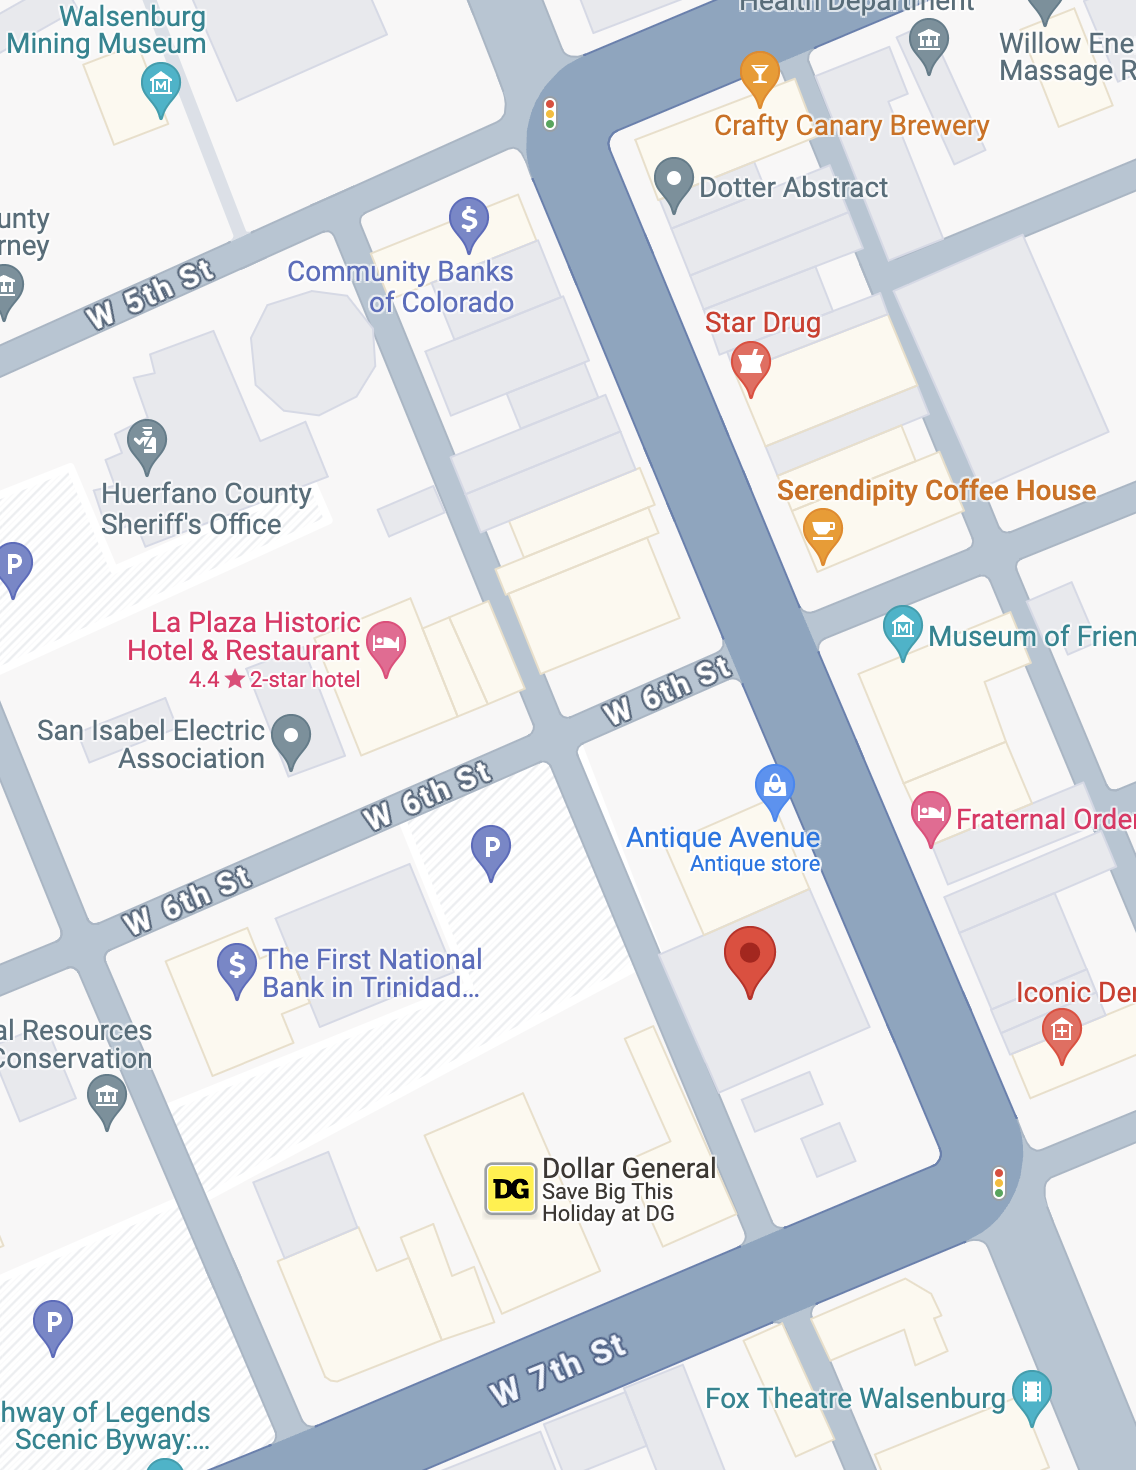 Health Department
Walsenburg
Mining Museum
Willow Ene
Massage R
Crafty Canary Brewery
Dotter Abstract
unty
rney
Community Banks
of Colorado
W 5th St
Star Drug
Huerfano County
Sheriff's Office
Serendipity Coffee House
P
La Plaza Historic
Hotel & Restaurant
4.4 ★ 2-star hotel
Museum of Frien
W 6th St
San Isabel Electric
Association
W 6th St
Antique Avenue
Antique store
Fraternal Order
P
W 6th St
The First National
Bank in Trinidad...
Iconic Der
al Resources
Conservation
DG
Dollar General
Save Big This
Holiday at DG
P
W 7th St
Fox Theatre Walsenburg
hway of Legends
Scenic Byway:...